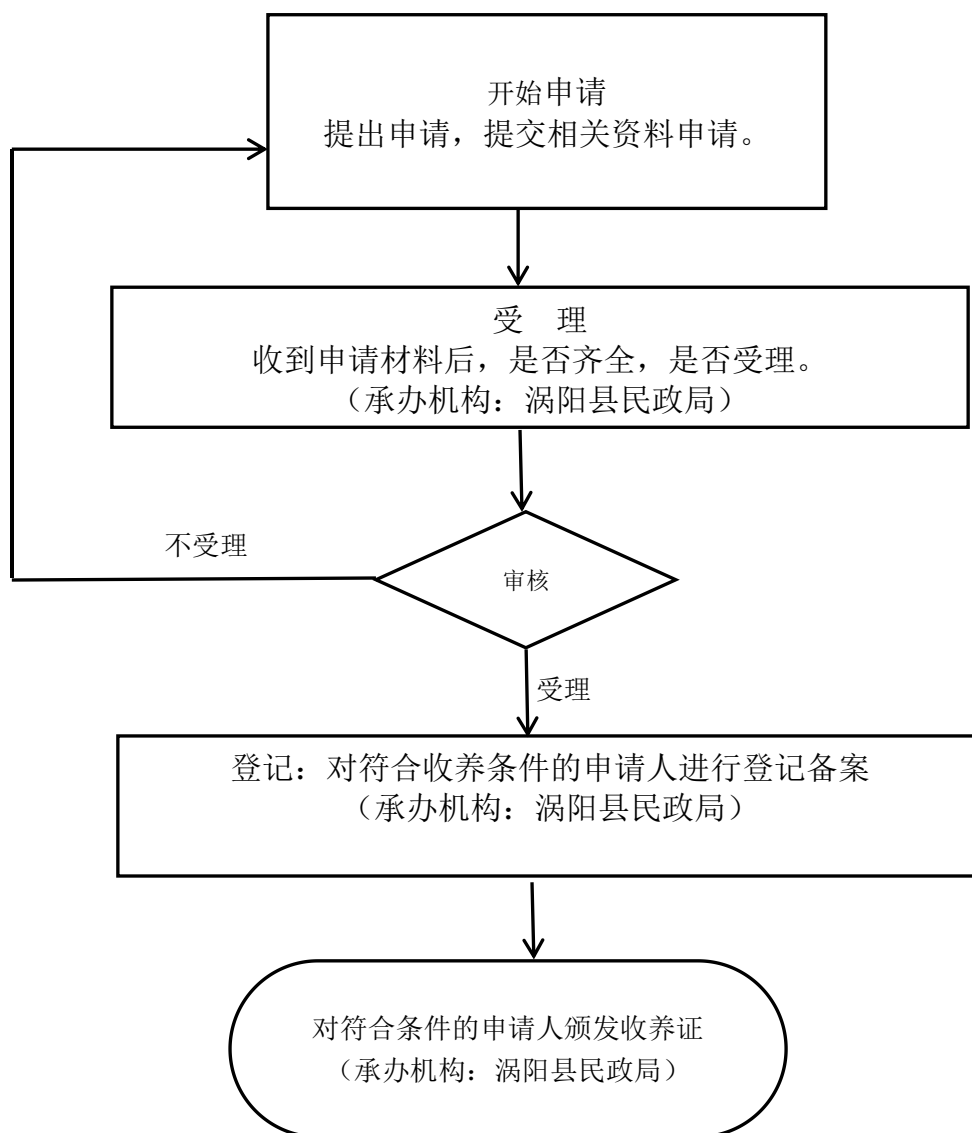 开始申请
提出申请，提交相关资料申请。
受 理
收到申请材料后，是否齐全，是否受理。
（承办机构：涡阳县民政局）
不受理
审核
受理
登记：对符合收养条件的申请人进行登记备案
（承办机构：涡阳县民政局）
对符合条件的申请人颁发收养证
（承办机构：涡阳县民政局）